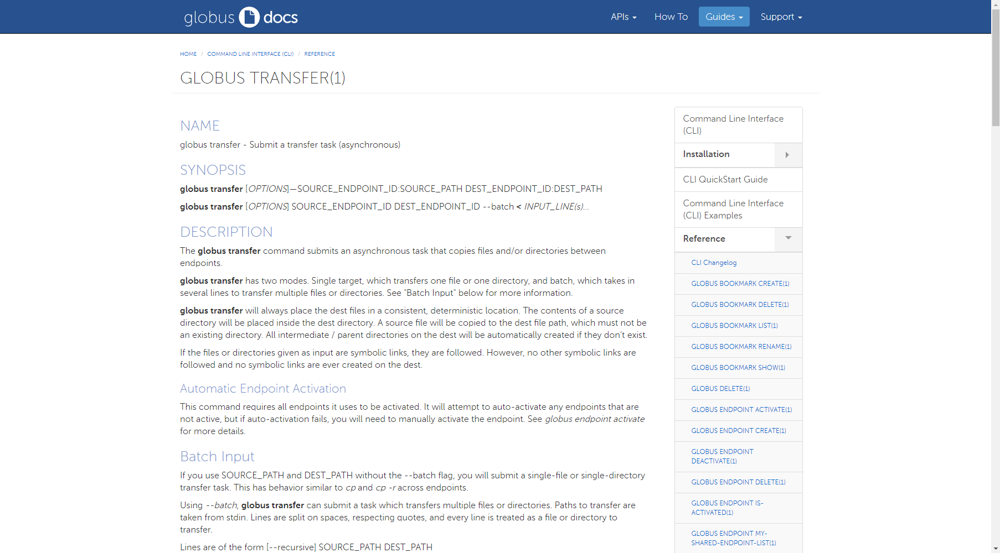 globus docs
APIs
How To
Guides
Support
HOME / COMMAND LINE INTERFACE (CLI) / REFERENCE
GLOBUS TRANSFER(1)
NAME
globus transfer - Submit a transfer task (asynchronous)
SYNOPSIS
globus transfer [OPTIONS]—SOURCE_ENDPOINT_ID:SOURCE_PATH DEST_ENDPOINT_ID:DEST_PATH
globus transfer [OPTIONS] SOURCE_ENDPOINT_ID DEST_ENDPOINT_ID --batch < INPUT_LINE(s)...
DESCRIPTION
The globus transfer command submits an asynchronous task that copies files and/or directories between
endpoints.
globus transfer has two modes. Single target, which transfers one file or one directory, and batch, which takes in
several lines to transfer multiple files or directories. See "Batch Input" below for more information.
globus transfer will always place the dest files in a consistent, deterministic location. The contents of a source
directory will be placed inside the dest directory. A source file will be copied to the dest file path, which must not be
an existing directory. All intermediate / parent directories on the dest will be automatically created if they don’t exist.
If the files or directories given as input are symbolic links, they are followed. However, no other symbolic links are
followed and no symbolic links are ever created on the dest.
Automatic Endpoint Activation
This command requires all endpoints it uses to be activated. It will attempt to auto-activate any endpoints that are
not active, but if auto-activation fails, you will need to manually activate the endpoint. See globus endpoint activate
for more details.
Batch Input
If you use SOURCE_PATH and DEST_PATH without the --batch flag, you will submit a single-file or single-directory
transfer task. This has behavior similar to cp and cp -r across endpoints.
Using --batch, globus transfer can submit a task which transfers multiple files or directories. Paths to transfer are
taken from stdin. Lines are split on spaces, respecting quotes, and every line is treated as a file or directory to
transfer.
Lines are of the form [--recursive] SOURCE_PATH DEST_PATH
Command Line Interface
(CLI)
Installation
CLI QuickStart Guide
Command Line Interface
(CLI) Examples
Reference
CLI Changelog
GLOBUS BOOKMARK CREATE(1)
GLOBUS BOOKMARK DELETE(1)
GLOBUS BOOKMARK LIST(1)
GLOBUS BOOKMARK RENAME(1)
GLOBUS BOOKMARK SHOW(1)
GLOBUS DELETE(1)
GLOBUS ENDPOINT ACTIVATE(1)
GLOBUS ENDPOINT CREATE(1)
GLOBUS ENDPOINT
DEACTIVATE(1)
GLOBUS ENDPOINT DELETE(1)
GLOBUS ENDPOINT IS-
ACTIVATED(1)
GLOBUS ENDPOINT MY-
SHARED-ENDPOINT-LIST(1)